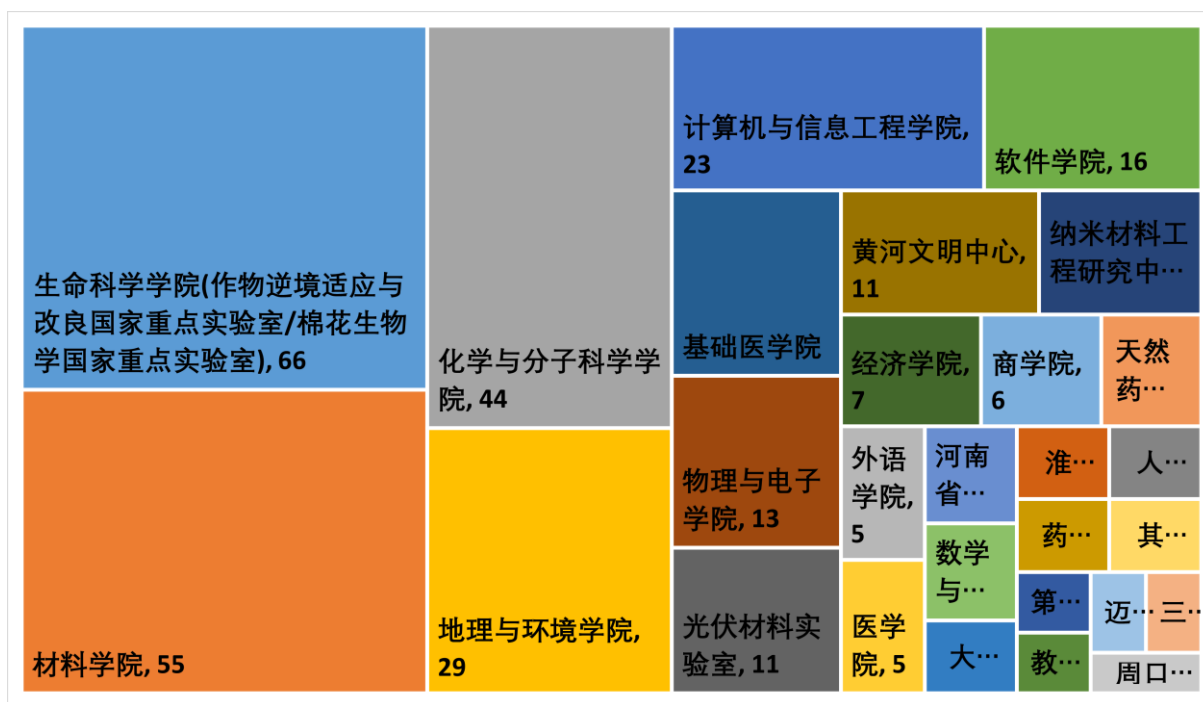 生命科学学院(作物逆境适应与
改良国家重点实验室/棉花生物
学国家重点实验室), 66
材料学院, 55
化学与分子科学学
院, 44
地理与环境学院,
29
计算机与信息工程学院,
23
软件学院, 16
基础医学院
物理与电子
学院, 13
光伏材料实
验室, 11
黄河文明中心,
11
纳米材料工
程研究中…
经济学院,
7
商学院,
6
天然
药…
外语
学院,
5
医学
院, 5
河南
省…
数学
与…
大…
淮…
人…
药…
其…
第…
教…
迈…
三…
周口…